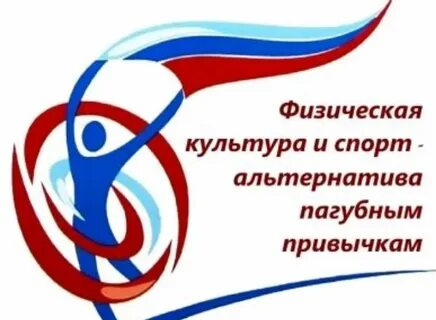 Физическая
культура и спорт -
альтернатива
пагубным
привычкам